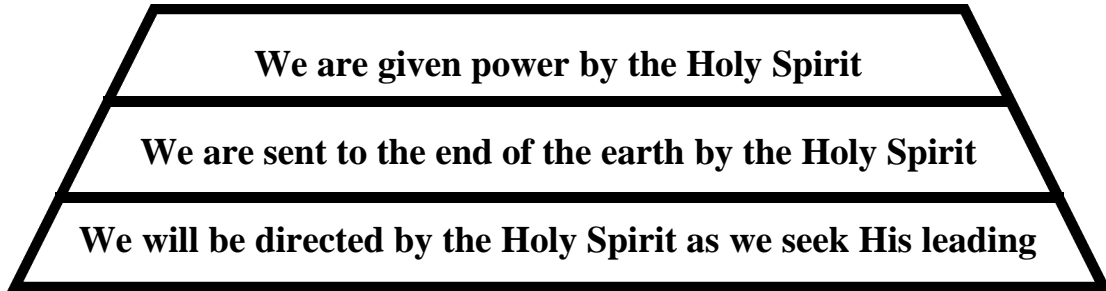 We are given power by the Holy Spirit
We are sent to the end of the earth by the Holy Spirit
We will be directed by the Holy Spirit as we seek His leading